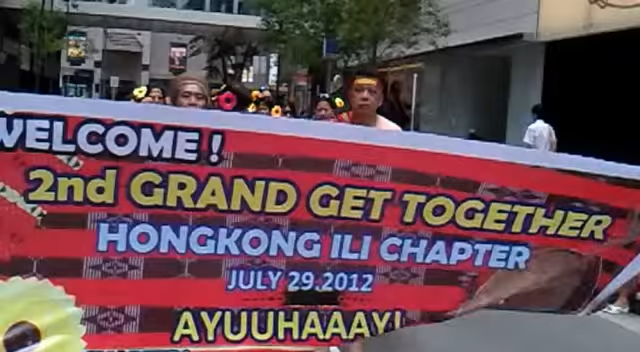 WELCOME !
2nd GRAND GET TOGETHER
HONGKONG ILI CHAPTER
JULY 29.2012
AYUUHAAAY!